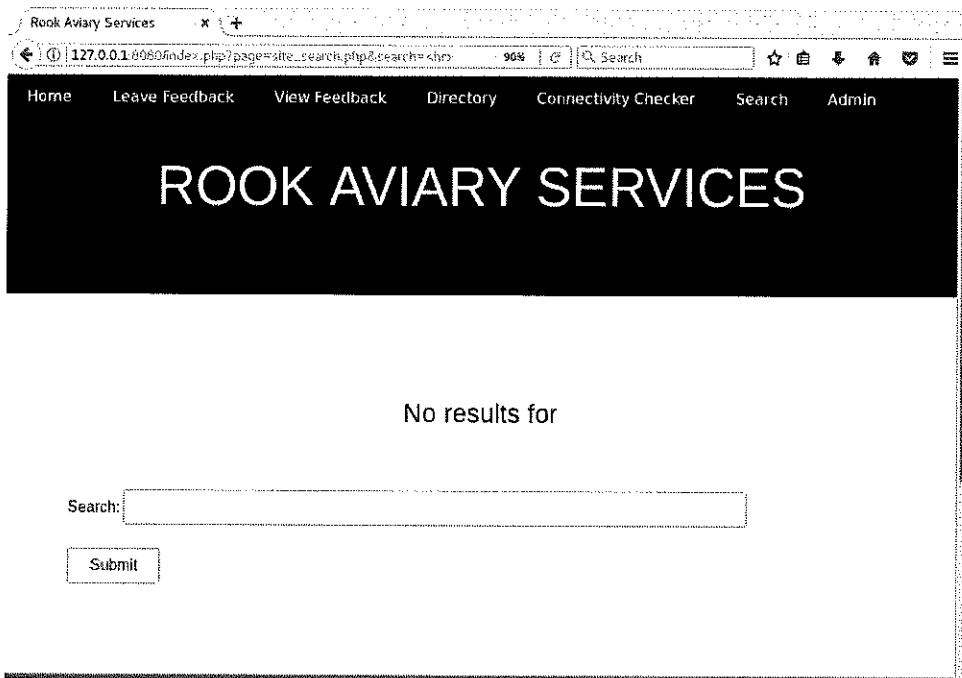 Rook Aviary Services
127.0.0.1:8080/index.php?page=site_search.php&search=<h
90%
Search
Home Leave Feedback View Feedback Directory Connectivity Checker Search Admin
ROOK AVIARY SERVICES
No results for
Search:
Submit